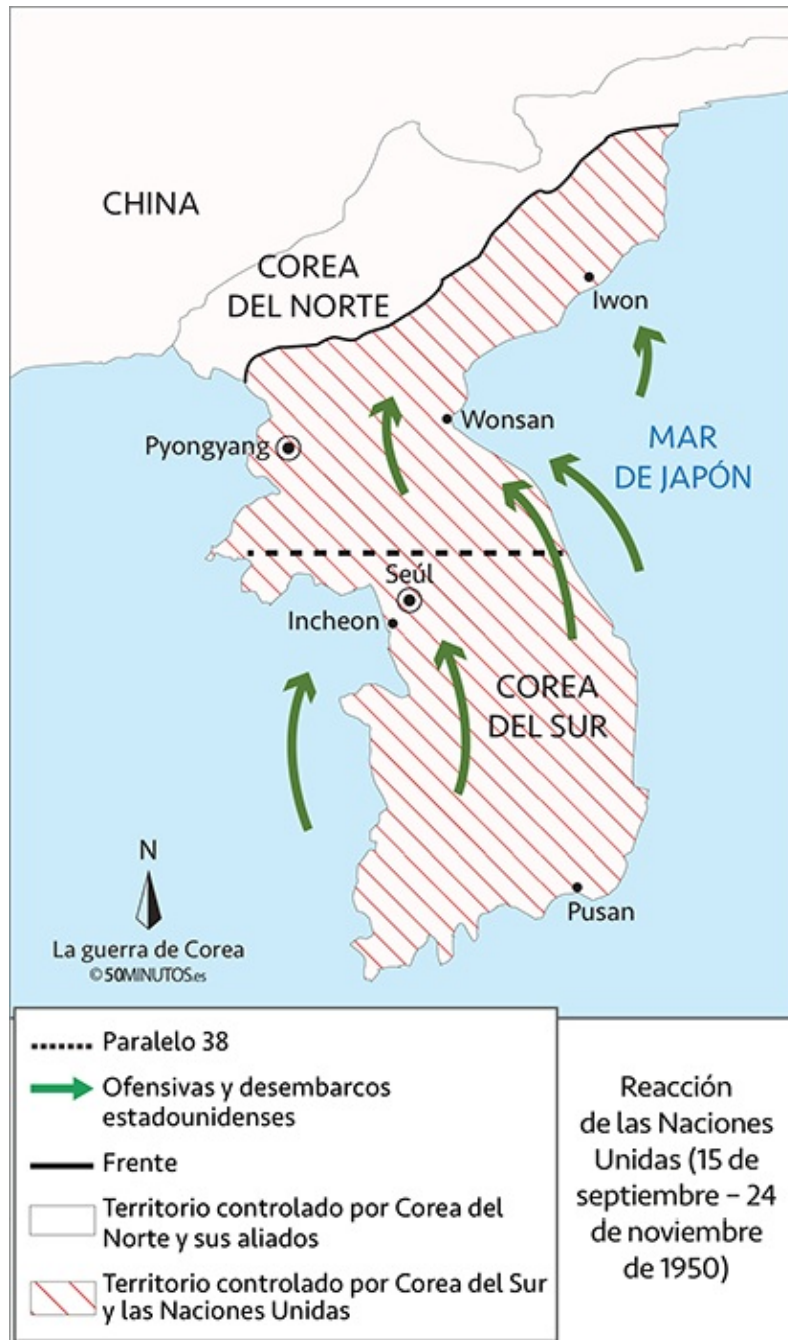 CHINA
COREA
DEL NORTE
Iwon
Wonsan
Pyongyang
MAR
DE JAPÓN
Seúl
Incheon
COREA
DEL SUR
N
Pusan
La guerra de Corea
©50MINUTOS.es
Paralelo 38
Ofensivas y desembarcos
estadounidenses
Frente
Territorio controlado por Corea del
Norte y sus aliados
Territorio controlado por Corea del Sur
y las Naciones Unidas
Reacción
de las Naciones
Unidas (15 de
septiembre – 24
de noviembre
de 1950)